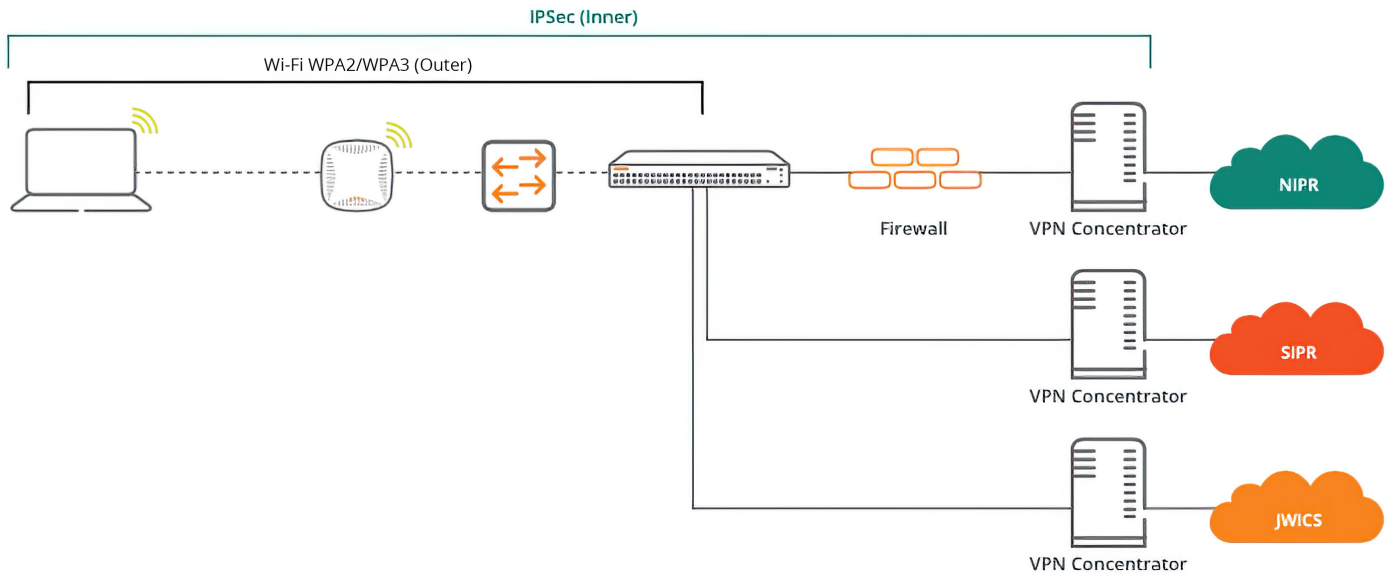 IPSec (Inner)
Wi-Fi WPA2/WPA3 (Outer)
NIPR
Firewall
VPN Concentrator
SIPR
VPN Concentrator
JWICS
VPN Concentrator